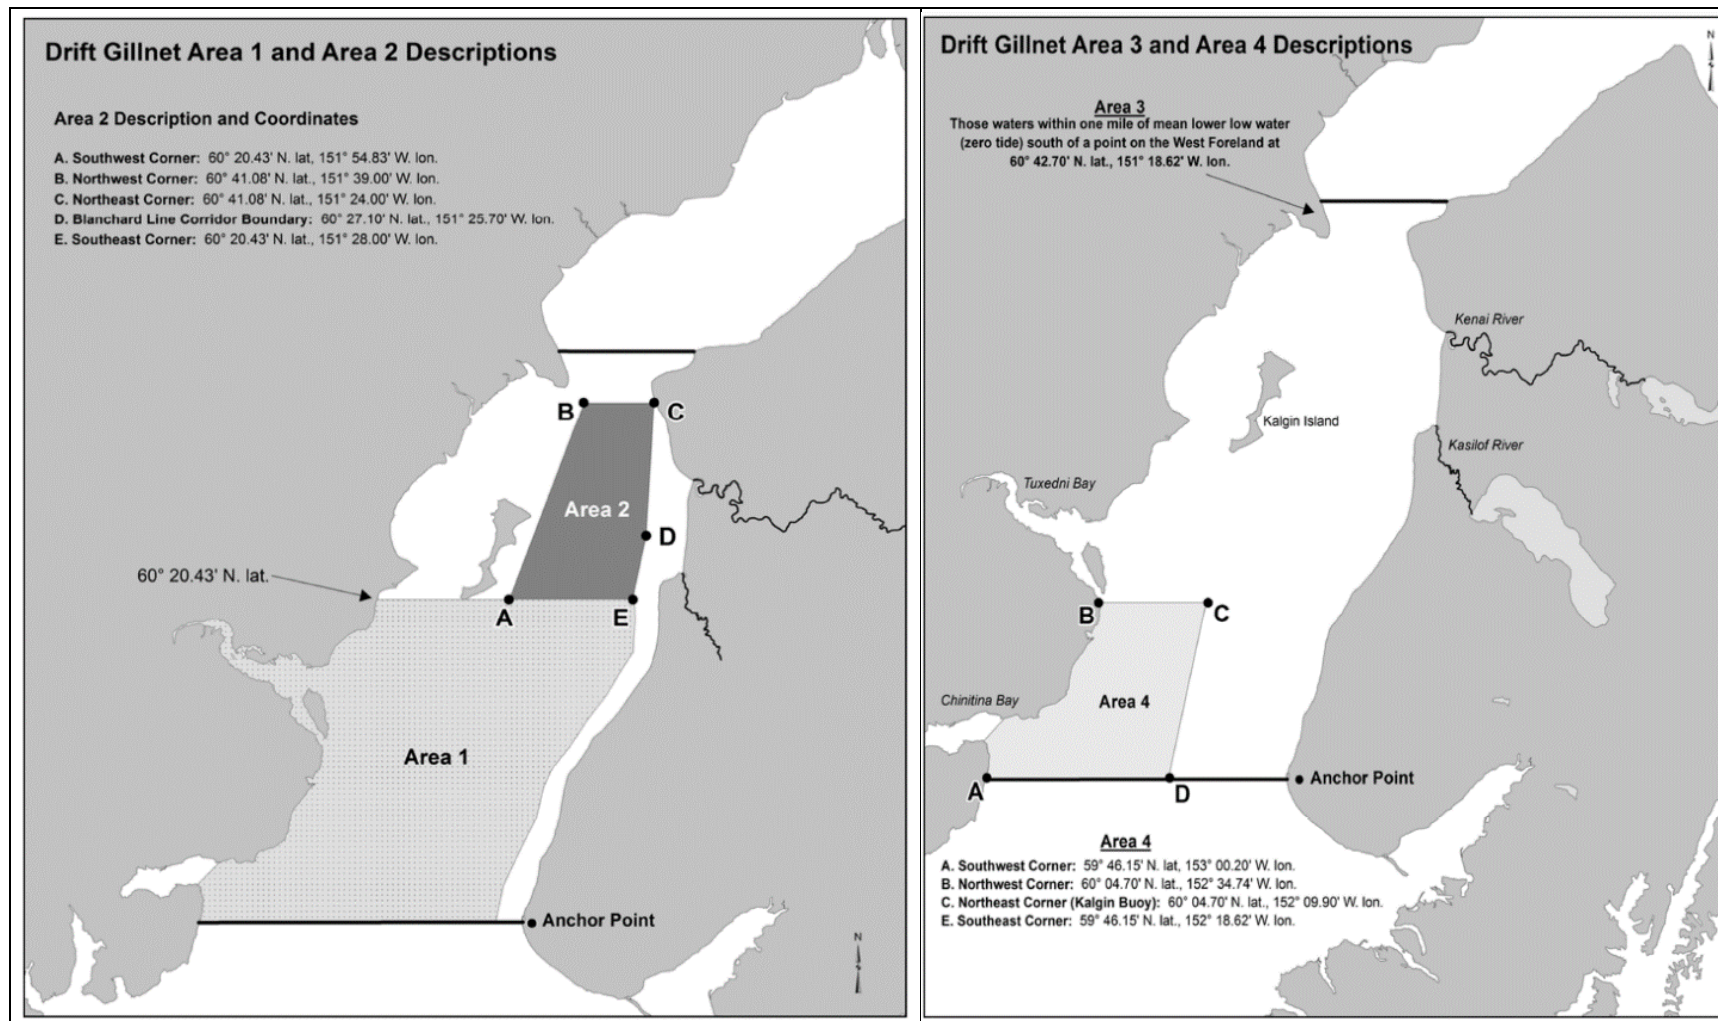 Drift Gillnet Area 1 and Area 2 Descriptions
Area 2 Description and Coordinates
A. Southwest Corner: 60° 20.43' N. lat, 151° 54.83' W. lon.
B. Northwest Corner: 60° 41.08' N. lat., 151° 39.00' W. lon.
C. Northeast Corner: 60° 41.08' N. lat., 151° 24.00' W. lon.
D. Blanchard Line Corridor Boundary: 60° 27.10' N. lat., 151° 25.70' W. lon.
E. Southeast Corner: 60° 20.43' N. lat., 151° 28.00' W. lon.
B
C
Area 2
D
60° 20.43' N. lat.
A
E
Area 1
Anchor Point
N
Drift Gillnet Area 3 and Area 4 Descriptions
N
Area 3
Those waters within one mile of mean lower low water
(zero tide) south of a point on the West Foreland at
60° 42.70' N. lat., 151° 18.62' W. lon.
Kenai River
Kalgin Island
Kasilof River
Tuxedni Bay
B
C
Chinitina Bay
Area 4
Anchor Point
A
D
Area 4
A. Southwest Corner: 59° 46.15' N. lat, 153° 00.20' W. lon.
B. Northwest Corner: 60° 04.70' N. lat., 152° 34.74' W. lon.
C. Northeast Corner (Kalgin Buoy): 60° 04.70' N. lat., 152° 09.90' W. lon.
E. Southeast Corner: 59° 46.15' N. lat., 152° 18.62' W. lon.